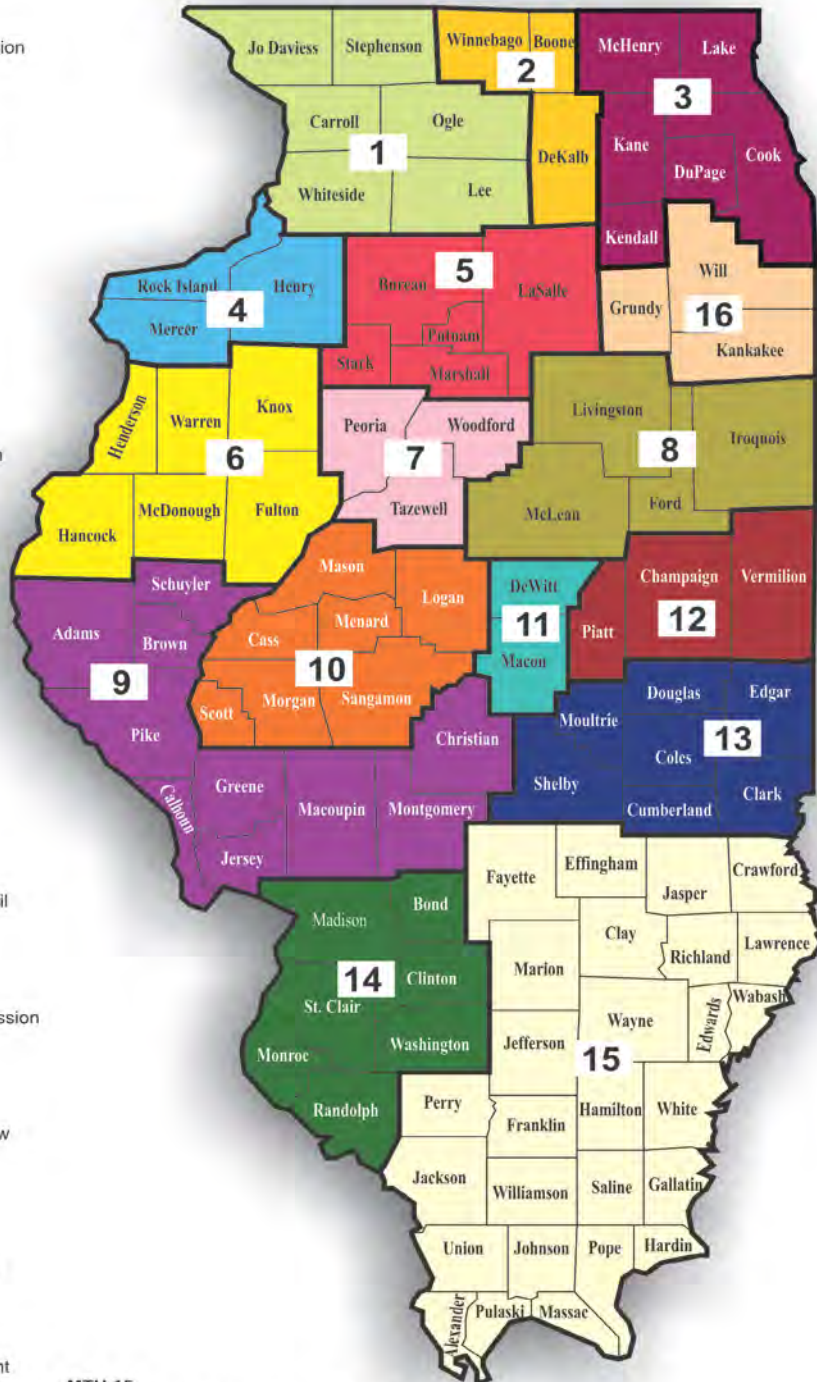 ion
Jo Daviess
Stephenson
Winnebago
Boone
2
McHenry
Lake
3
Carroll
Ogle
1
DeKalb
Kane
DuPage
Cook
Whiteside
Lee
Kendall
Rock Island
Henry
4
Mercer
Bureau
5
LaSalle
Putnam
Stark
Marshall
Will
Grundy
16
Kankakee
Henderson
Warren
Knox
6
Peoria
Woodford
7
Tazewell
Livingston
Iroquois
8
McLean
Ford
Hancock
McDonough
Fulton
Schuyler
Adams
Brown
9
Pike
Mason
Logan
Menard
Cass
10
Scott
Morgan
Sangamon
DeWitt
11
Macon
Champaign
Vermilion
12
Piatt
Christian
Douglas
Edgar
Moultrie
13
Coles
Shelby
Clark
Cumberland
Greene
Calhoun
Macoupin
Montgomery
Jersey
Fayette
Effingham
Crawford
Jasper
il
Madison
Bond
Clay
Richland
Lawrence
Marion
14
Clinton
St. Clair
Wabash
Wayne
Edwards
ssion
Monroe
Washington
Jefferson
15
Randolph
Perry
Hamilton
White
Franklin
w
Jackson
Williamson
Saline
Gallatin
Union
Johnson
Pope
Hardin
Alexander
Pulaski
Massac
nt